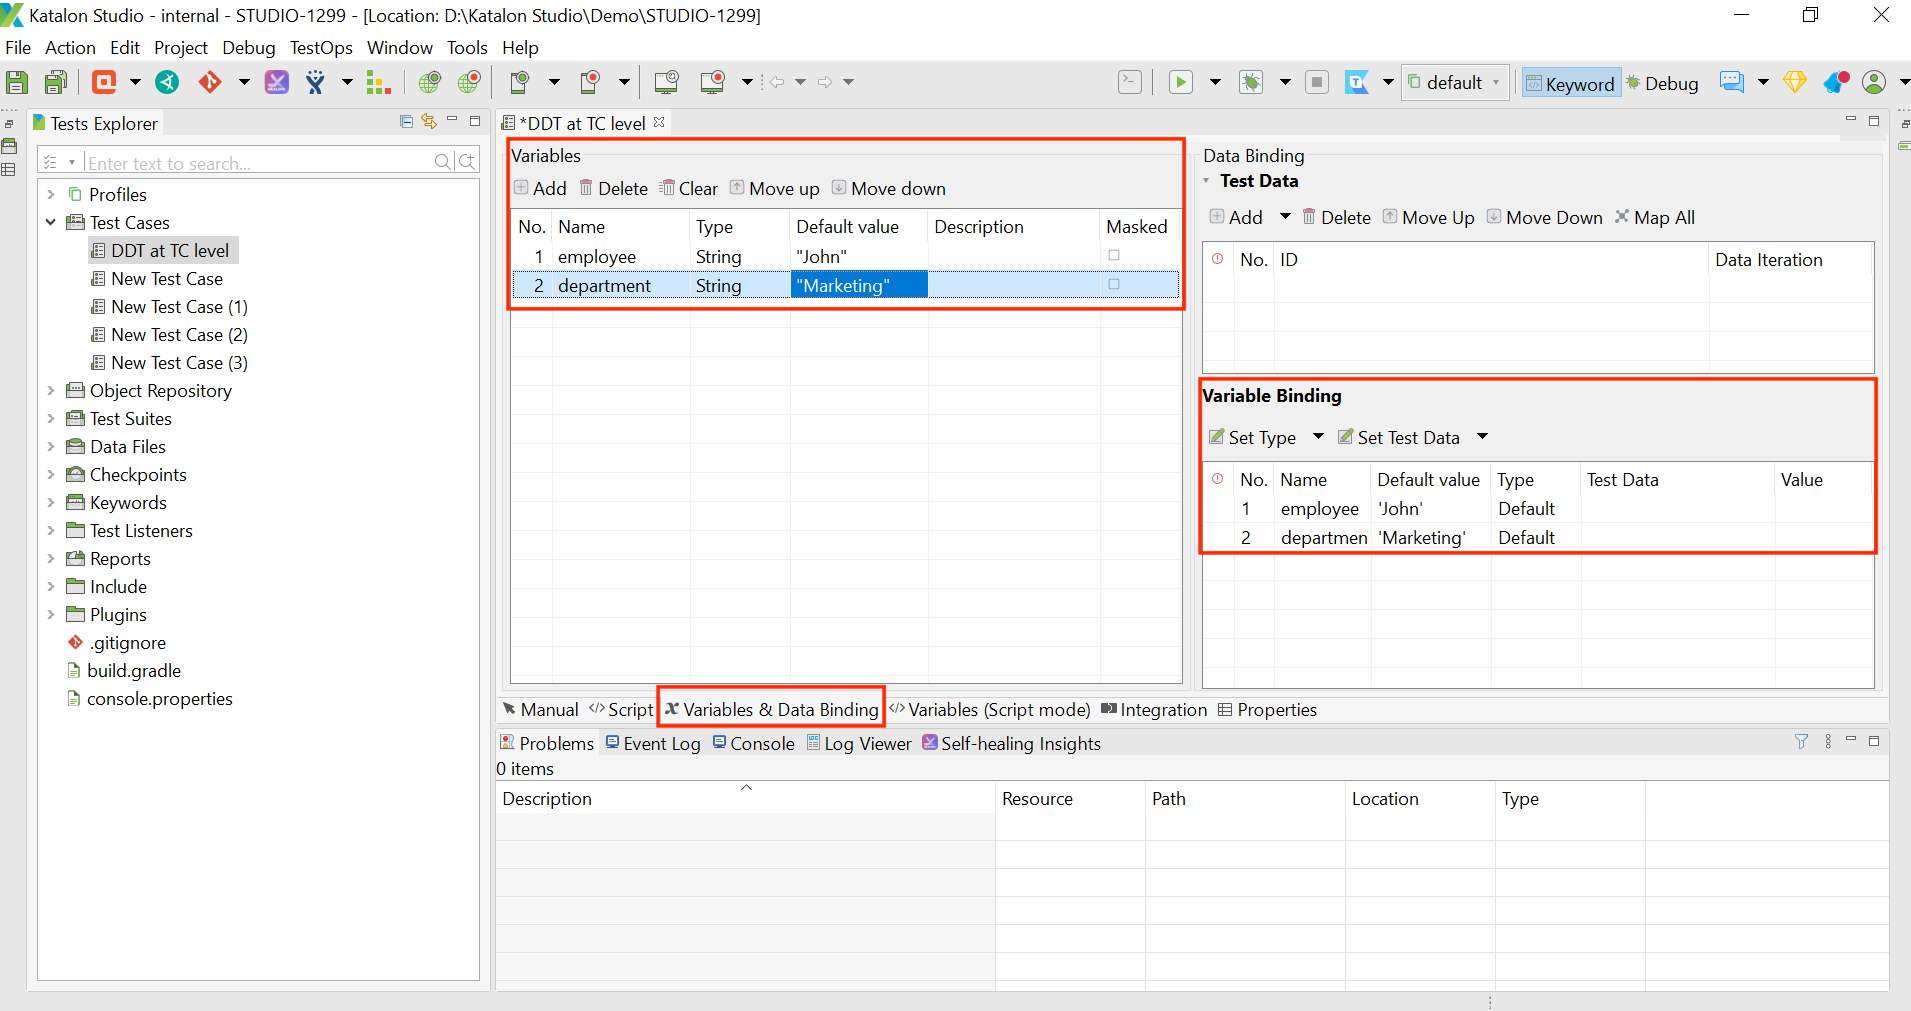 Katalon Studio - internal - STUDIO-1299 - [Location: D:\Katalon Studio\Demo\STUDIO-1299]
File Action Edit Project Debug TestOps Window Tools Help
default Keyword Debug
Tests Explorer
Enter text to search...
Profiles
Test Cases
DDT at TC level
New Test Case
New Test Case (1)
New Test Case (2)
New Test Case (3)
Object Repository
Test Suites
Data Files
Checkpoints
Keywords
Test Listeners
Reports
Include
Plugins
.gitignore
build.gradle
console.properties
*DDT at TC level
Variables
Add Delete Clear Move up Move down
No. Name Type Default value Description Masked
1 employee String "John"
2 department String "Marketing"
Data Binding
Test Data
Add Delete Move Up Move Down Map All
No. ID Data Iteration
Variable Binding
Set Type Set Test Data
No. Name Default value Type Test Data Value
1 employee 'John' Default
2 departmen 'Marketing' Default
Manual Script Variables & Data Binding Variables (Script mode) Integration Properties
Problems Event Log Console Log Viewer Self-healing Insights
0 items
Description Resource Path Location Type